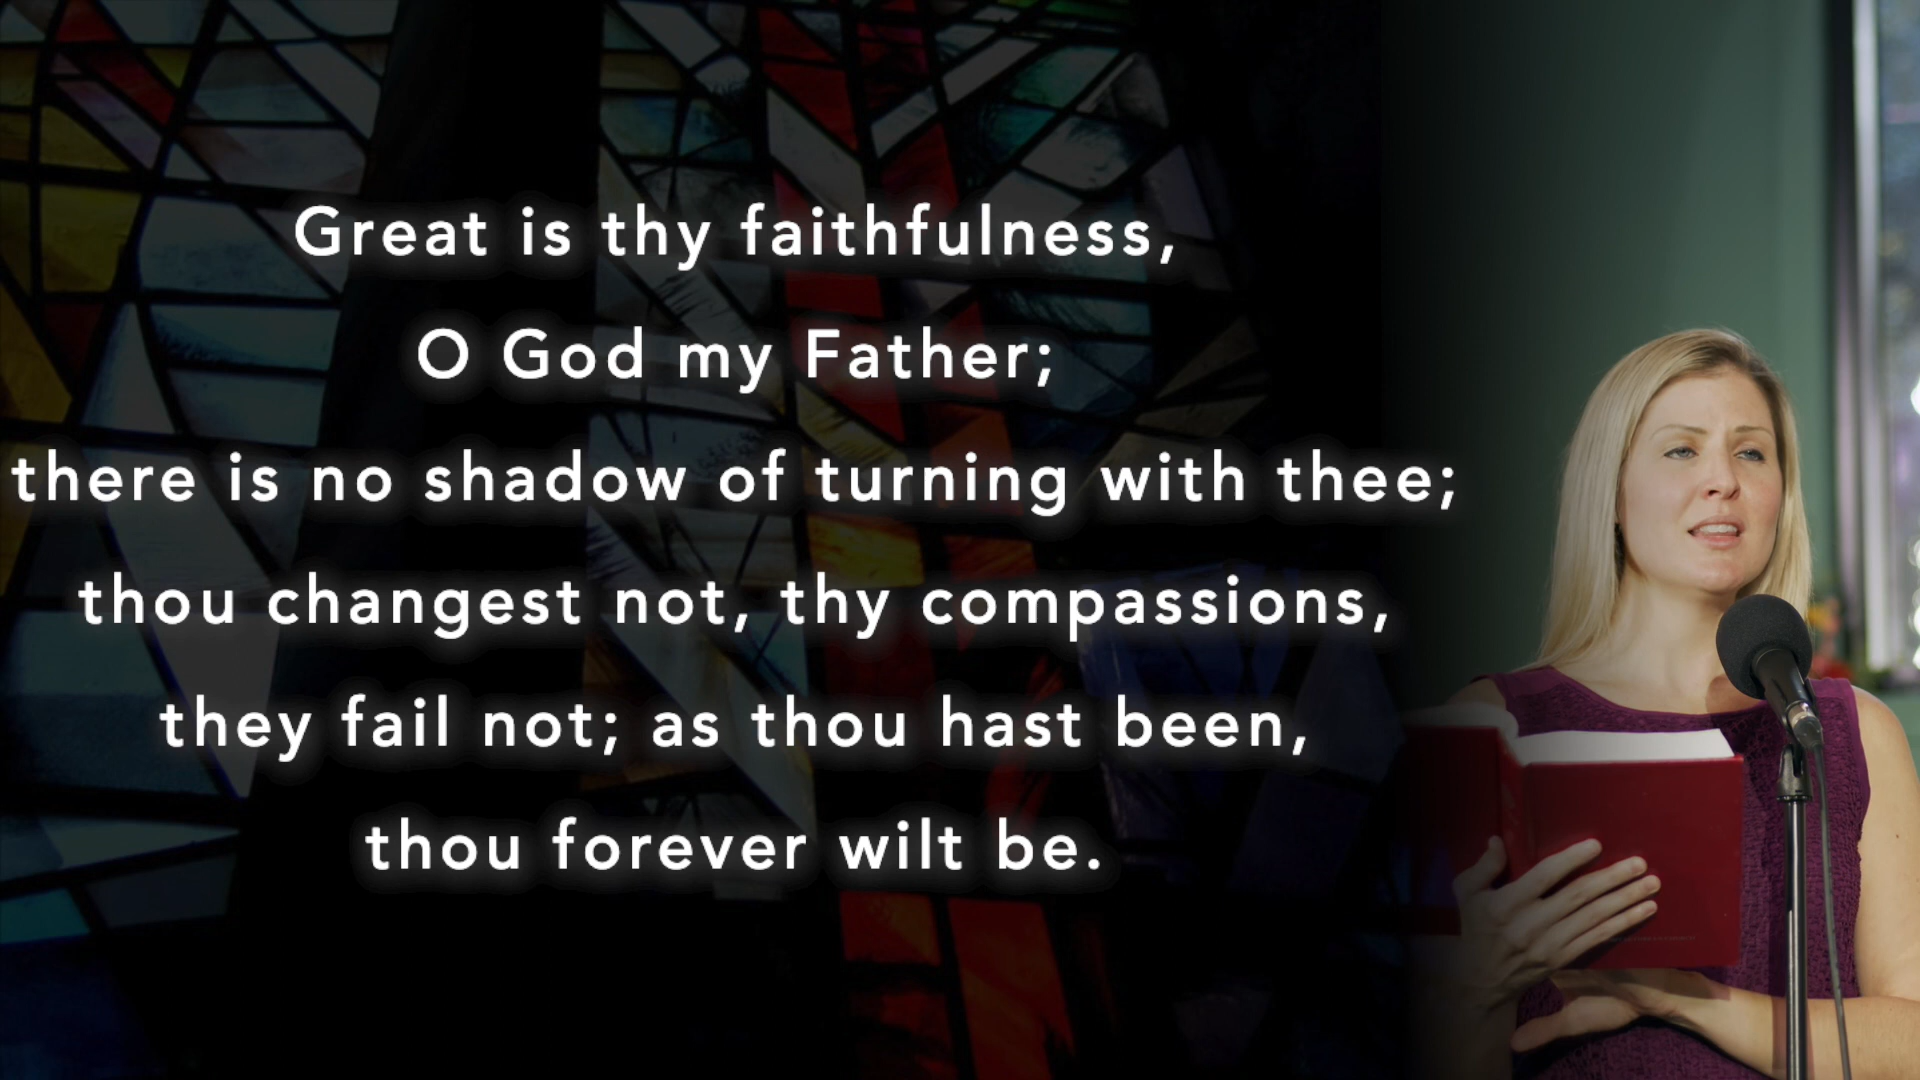 Great is thy faithfulness,
O God my Father;
there is no shadow of turning with thee;
thou changest not, thy compassions,
they fail not; as thou hast been,
thou forever wilt be.